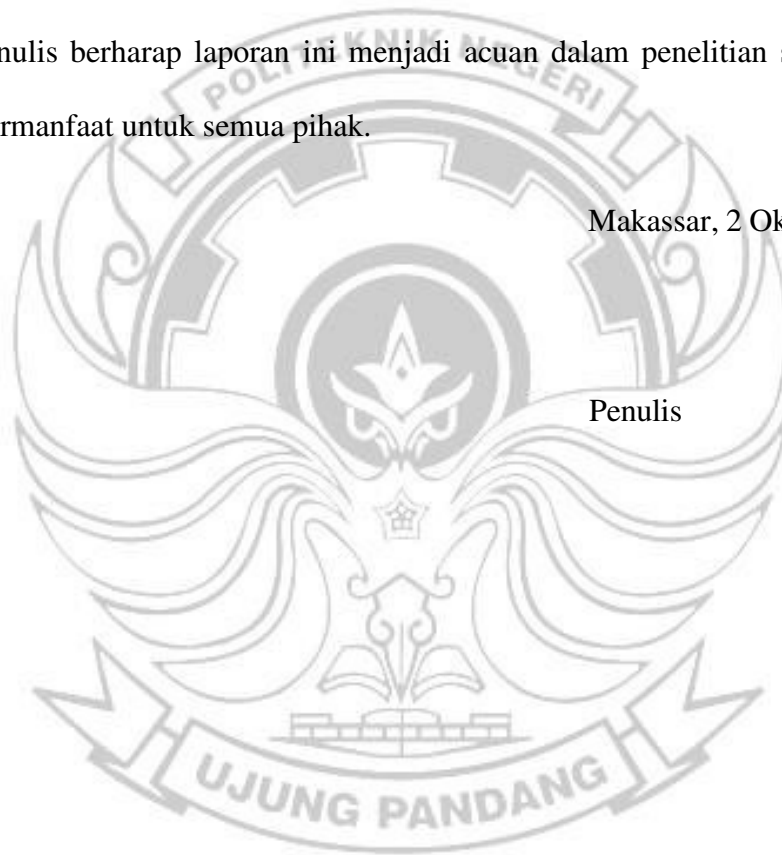 nulis berharap laporan ini menjadi acuan dalam penelitian s
POLITEKNIK NEGERI
rmanfaat untuk semua pihak.
Makassar, 2 Ok
Penulis
UJUNG PANDANG